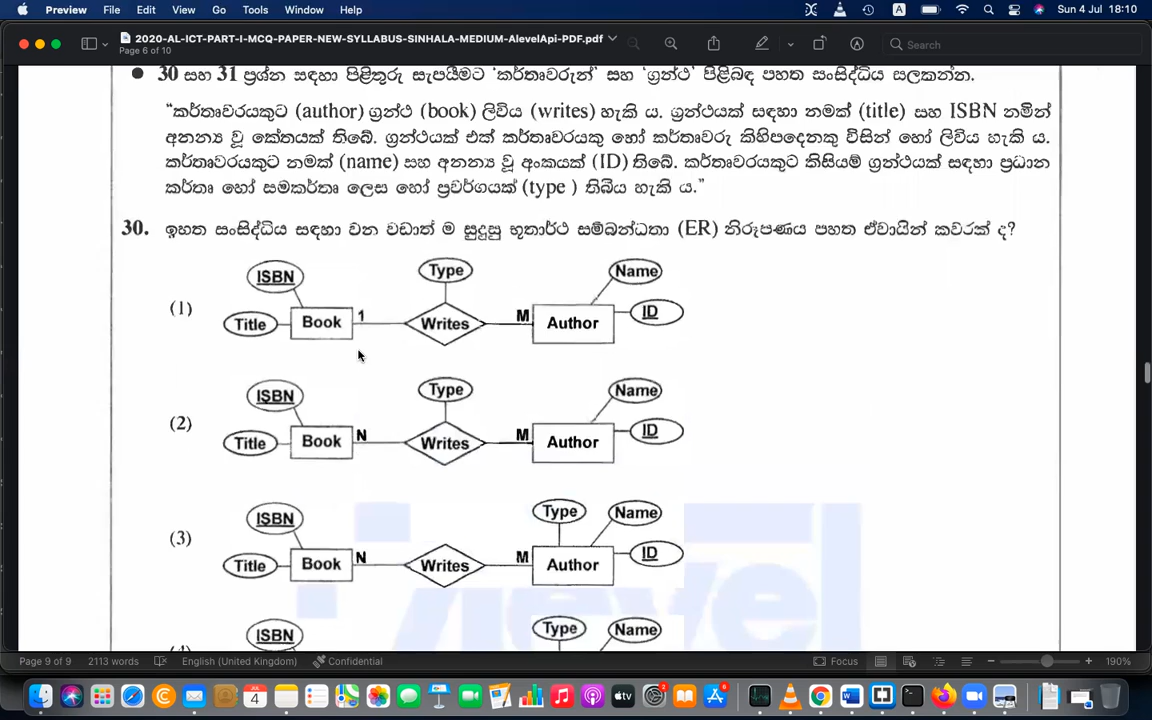 Preview File Edit View Go Tools Window Help Sun 4 Jul 18:10
2020-AL-ICT-PART-I-MCQ-PAPER-NEW-SYLLABUS-SINHALA-MEDIUM-AlevelApi-PDF.pdf
Page 6 of 10
Search
● 30 සහ 31 ප්‍රශ්න සඳහා පිළිතුරු සැපයීමට 'කර්තෘවරුන්' සහ 'ග්‍රන්ථ' පිළිබඳ පහත සංසිද්ධිය සලකන්න.
“කර්තෘවරයකුට (author) ග්‍රන්ථ (book) ලිවිය (writes) හැකි ය. ග්‍රන්ථයක් සඳහා නමක් (title) සහ ISBN නමින්
අනන්‍ය වූ කේතයක් තිබේ. ග්‍රන්ථයක් එක් කර්තෘවරයකු හෝ කර්තෘවරු කිහිපදෙනකු විසින් හෝ ලිවිය හැකි ය.
කර්තෘවරයකුට නමක් (name) සහ අනන්‍ය වූ අංකයක් (ID) තිබේ. කර්තෘවරයකුට කිසියම් ග්‍රන්ථයක් සඳහා ප්‍රධාන
කර්තෘ හෝ සමකර්තෘ ලෙස හෝ ප්‍රවර්ගයක් (type ) තිබිය හැකි ය.”
30. ඉහත සංසිද්ධිය සඳහා වන වඩාත් ම සුදුසු භූතාර්ථ සම්බන්ධතා (ER) නිරූපණය පහත ඒවායින් කවරක් ද?
ISBN Type Name
(1) Title Book 1 Writes M Author ID
ISBN Type Name
(2) Title Book N Writes M Author ID
ISBN Type Name
(3) Title Book N Writes M Author ID
ISBN Type Name
Page 9 of 9 2113 words English (United Kingdom) Confidential Focus 190%